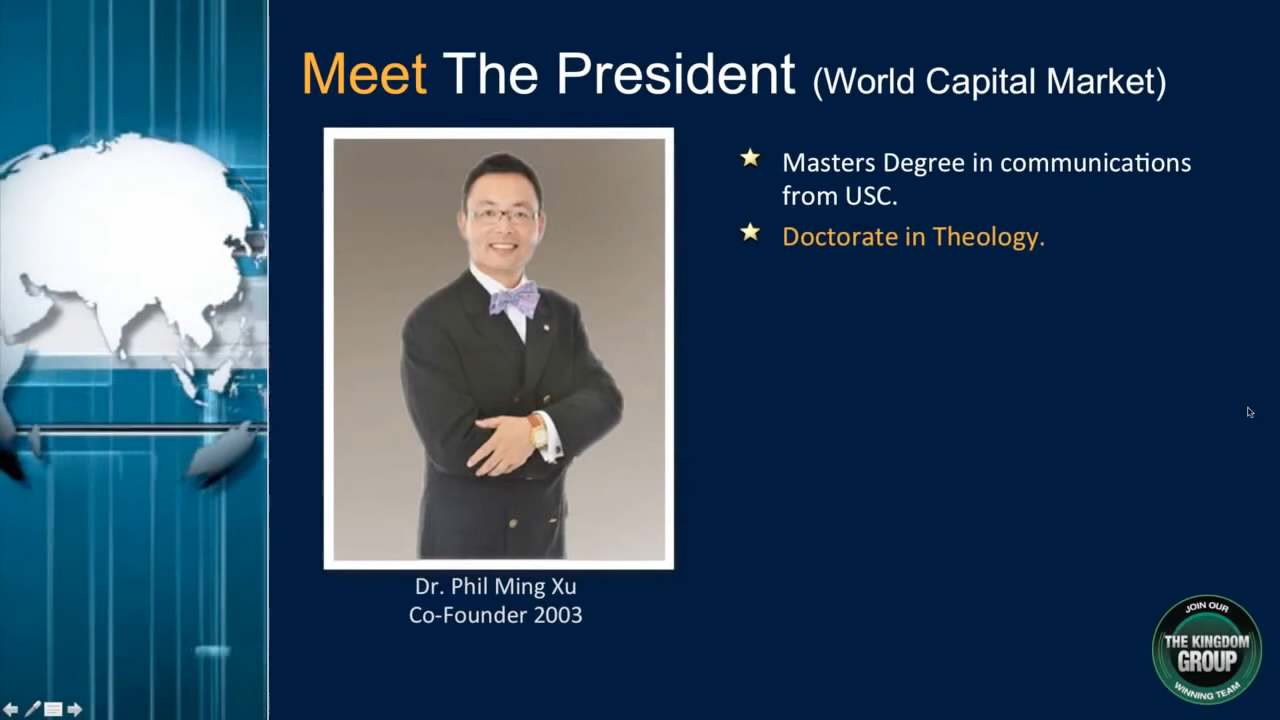 Meet The President (World Capital Market)
Masters Degree in communications
from USC.
Doctorate in Theology.
Dr. Phil Ming Xu
Co-Founder 2003
JOIN OUR
THE KINGDOM
GROUP
WINNING TEAM